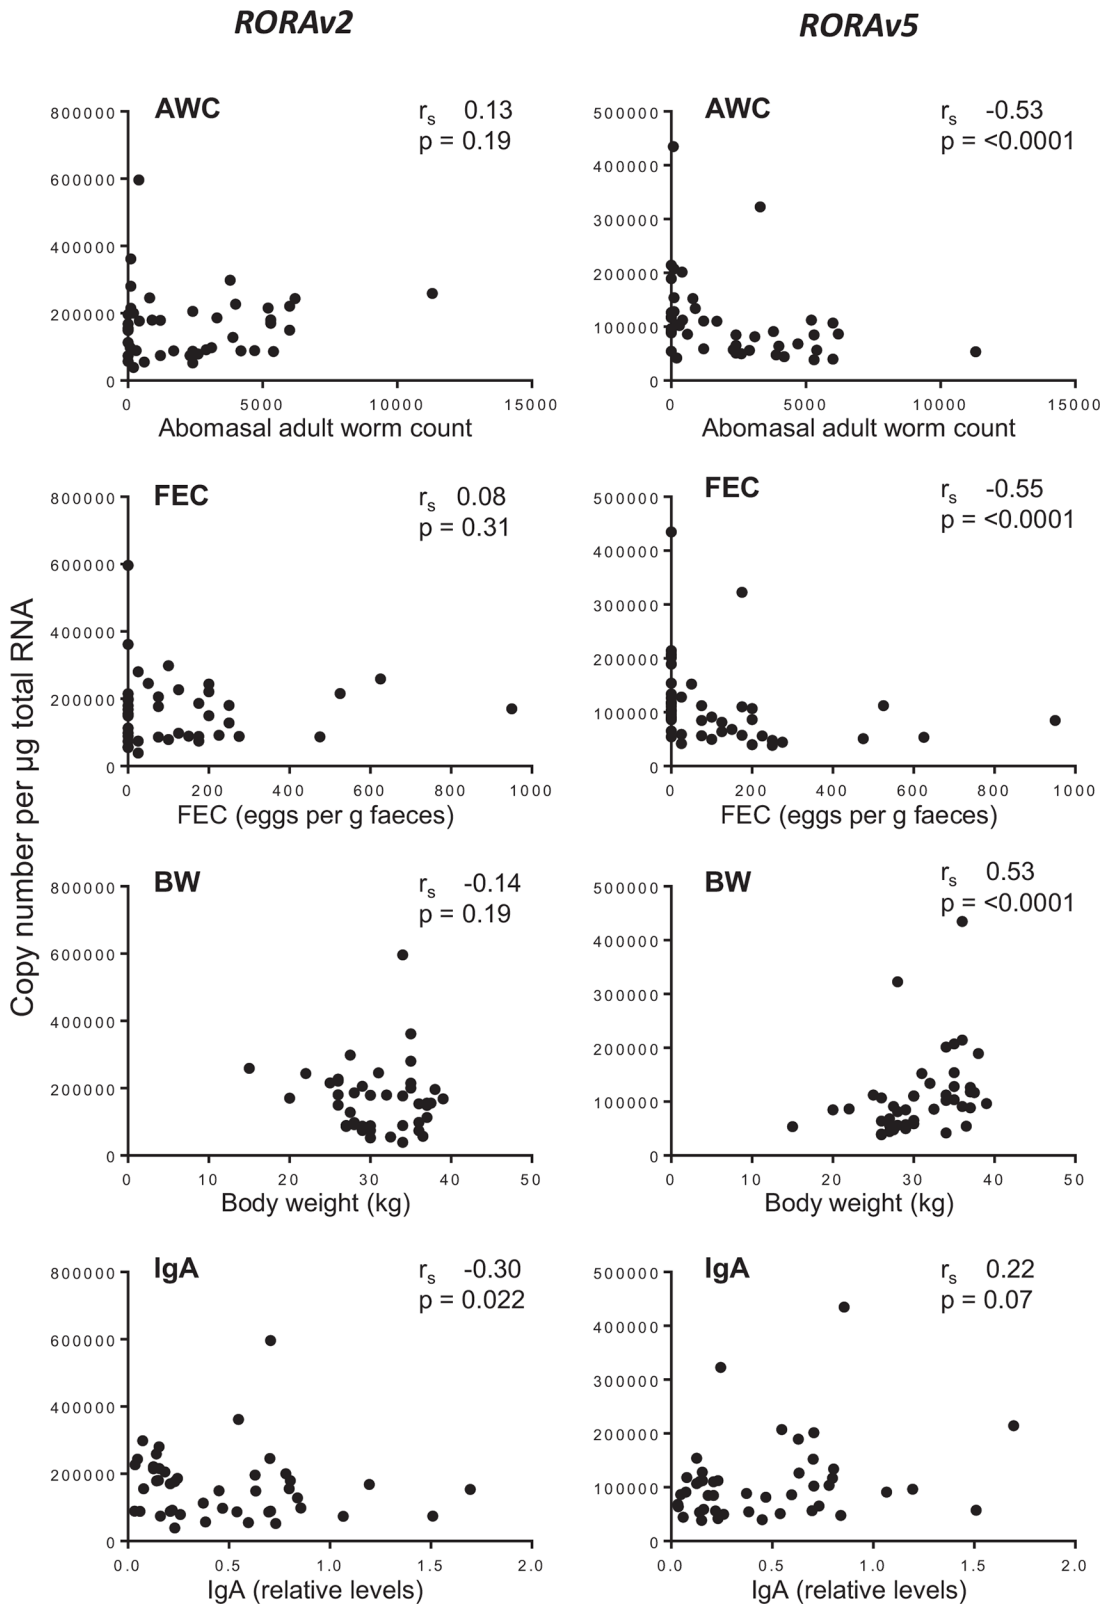 RORAv2
RORAv5
Copy number per µg total RNA
AWC
r_s 0.13
p = 0.19
800000
600000
400000
200000
0
0 5000 10000 15000
Abomasal adult worm count
AWC
r_s -0.53
p = <0.0001
500000
400000
300000
200000
100000
0
0 5000 10000 15000
Abomasal adult worm count
FEC
r_s 0.08
p = 0.31
800000
600000
400000
200000
0
0 200 400 600 800 1000
FEC (eggs per g faeces)
FEC
r_s -0.55
p = <0.0001
500000
400000
300000
200000
100000
0
0 200 400 600 800 1000
FEC (eggs per g faeces)
BW
r_s -0.14
p = 0.19
800000
600000
400000
200000
0
0 10 20 30 40 50
Body weight (kg)
BW
r_s 0.53
p = <0.0001
500000
400000
300000
200000
100000
0
0 10 20 30 40 50
Body weight (kg)
IgA
r_s -0.30
p = 0.022
800000
600000
400000
200000
0
0.0 0.5 1.0 1.5 2.0
IgA (relative levels)
IgA
r_s 0.22
p = 0.07
500000
400000
300000
200000
100000
0
0.0 0.5 1.0 1.5 2.0
IgA (relative levels)